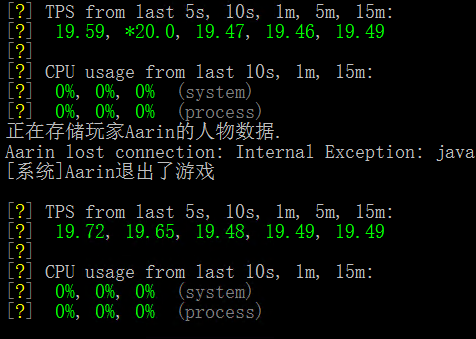 [?] TPS from last 5s, 10s, 1m, 5m, 15m:
[?]  19.59, *20.0, 19.47, 19.46, 19.49
[?]
[?] CPU usage from last 10s, 1m, 15m:
[?]  0%, 0%, 0%  (system)
[?]  0%, 0%, 0%  (process)
正在存储玩家Aarin的人物数据.
Aarin lost connection: Internal Exception: java
[系统]Aarin退出了游戏
[?] TPS from last 5s, 10s, 1m, 5m, 15m:
[?]  19.72, 19.65, 19.48, 19.49, 19.49
[?]
[?] CPU usage from last 10s, 1m, 15m:
[?]  0%, 0%, 0%  (system)
[?]  0%, 0%, 0%  (process)